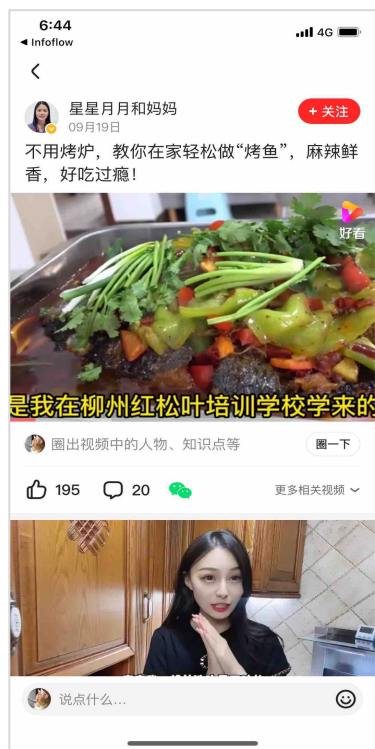 6:44
4G
◀ Infoflow
星星月月和妈妈
+ 关注
09月19日
不用烤炉，教你在家轻松做“烤鱼”，麻辣鲜
香，好吃过瘾！
好看
是我在柳州红松叶培训学校学来的
圈出视频中的人物、知识点等
圈一下
195
20
更多相关视频
说点什么...